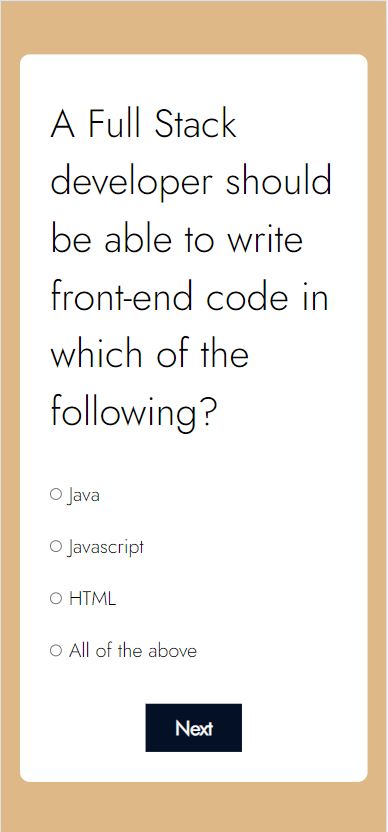 A Full Stack
developer should
be able to write
front-end code in
which of the
following?
Java
Javascript
HTML
All of the above
Next